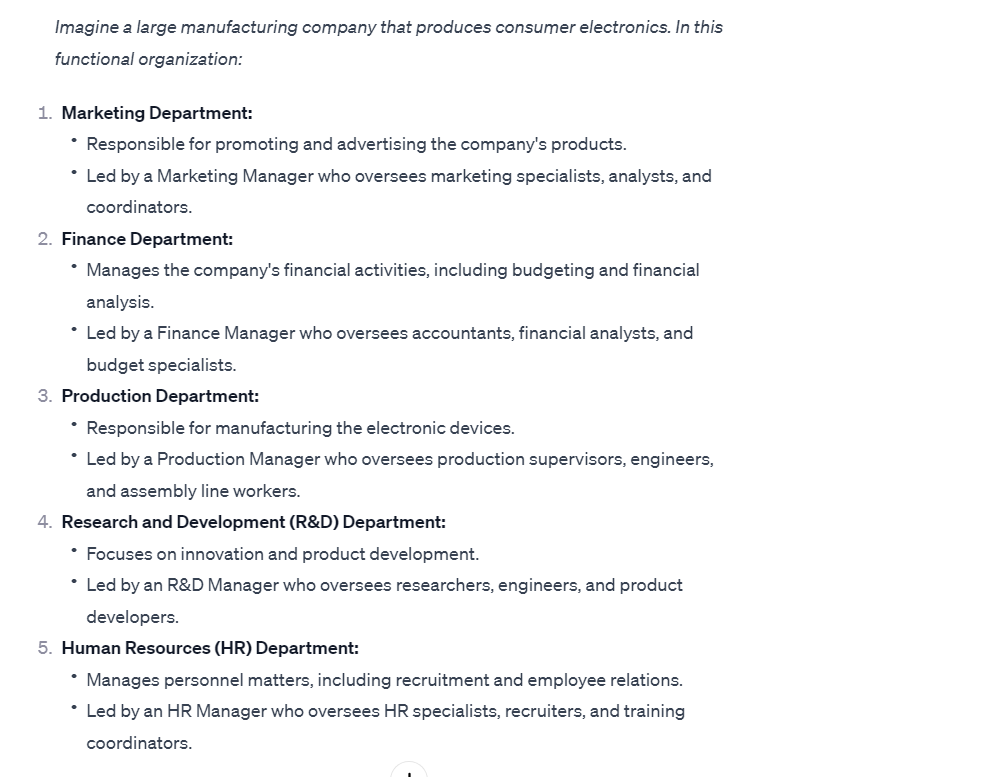 Imagine a large manufacturing company that produces consumer electronics. In this
functional organization:
1. Marketing Department:
• Responsible for promoting and advertising the company's products.
• Led by a Marketing Manager who oversees marketing specialists, analysts, and
coordinators.
2. Finance Department:
• Manages the company's financial activities, including budgeting and financial
analysis.
• Led by a Finance Manager who oversees accountants, financial analysts, and
budget specialists.
3. Production Department:
• Responsible for manufacturing the electronic devices.
• Led by a Production Manager who oversees production supervisors, engineers,
and assembly line workers.
4. Research and Development (R&D) Department:
• Focuses on innovation and product development.
• Led by an R&D Manager who oversees researchers, engineers, and product
developers.
5. Human Resources (HR) Department:
• Manages personnel matters, including recruitment and employee relations.
• Led by an HR Manager who oversees HR specialists, recruiters, and training
coordinators.